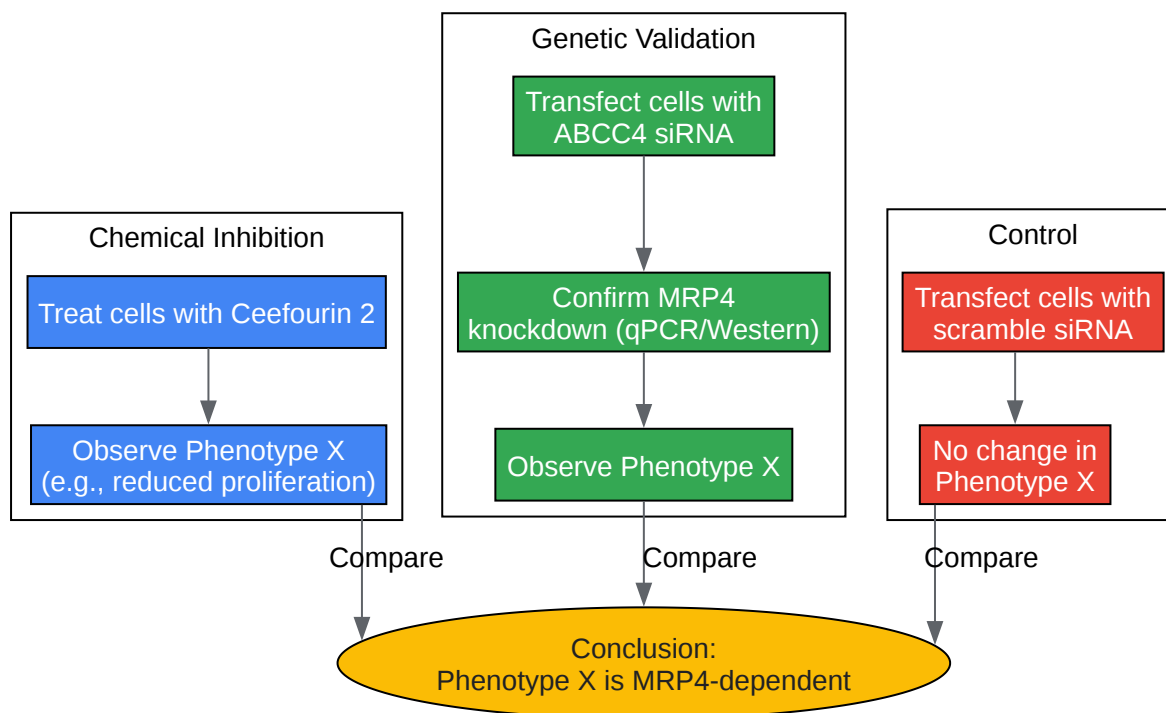 Chemical Inhibition
Treat cells with Ceefourin 2
Observe Phenotype X
(e.g., reduced proliferation)
Compare
Genetic Validation
Transfect cells with
ABCC4 siRNA
Confirm MRP4
knockdown (qPCR/Western)
Observe Phenotype X
Compare
Control
Transfect cells with
scramble siRNA
No change in
Phenotype X
Compare
Conclusion:
Phenotype X is MRP4-dependent